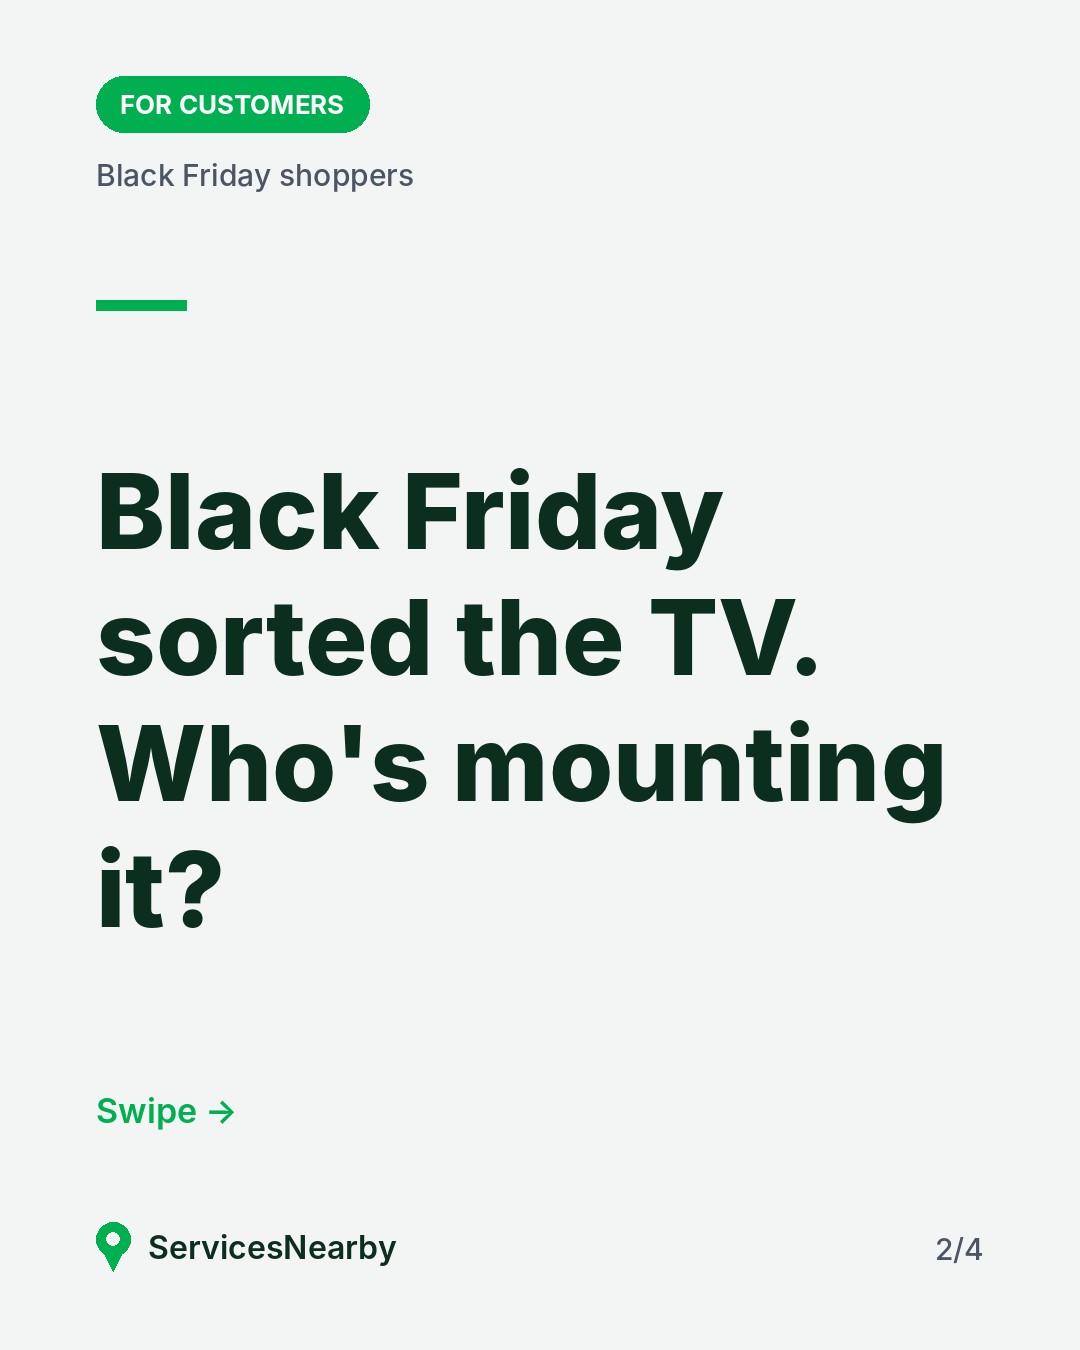 FOR CUSTOMERS
Black Friday shoppers
Black Friday
sorted the TV.
Who's mounting
it?
Swipe →
ServicesNearby
2/4